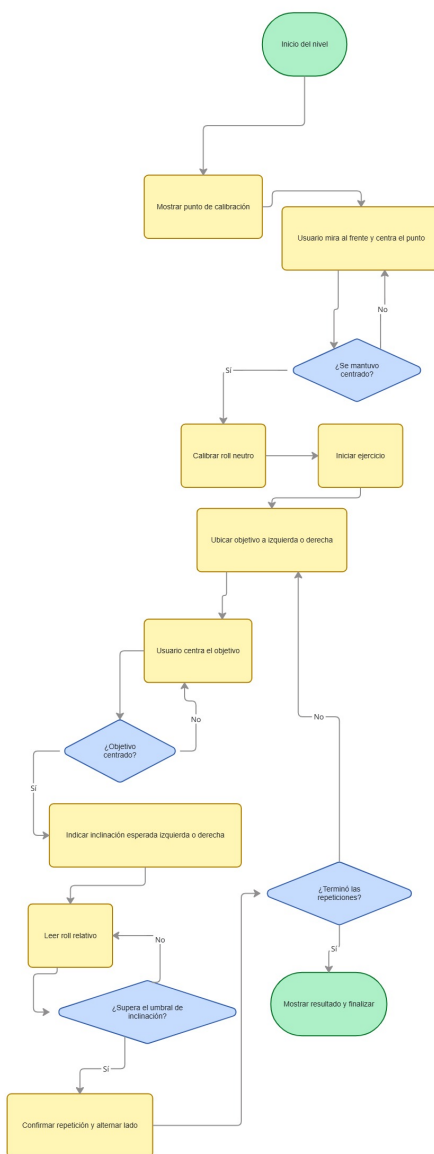 Inicio del nivel
Mostrar punto de calibración
Usuario mira al frente y centra el punto
No
¿Se mantuvo
centrado?
Sí
Calibrar roll neutro
Iniciar ejercicio
Ubicar objetivo a izquierda o derecha
Usuario centra el objetivo
No
No
¿Objetivo
centrado?
Sí
Indicar inclinación esperada izquierda o derecha
¿Terminó las
repeticiones?
Leer roll relativo
No
Sí
¿Supera el umbral de
inclinación?
Mostrar resultado y finalizar
Sí
Confirmar repetición y alternar lado